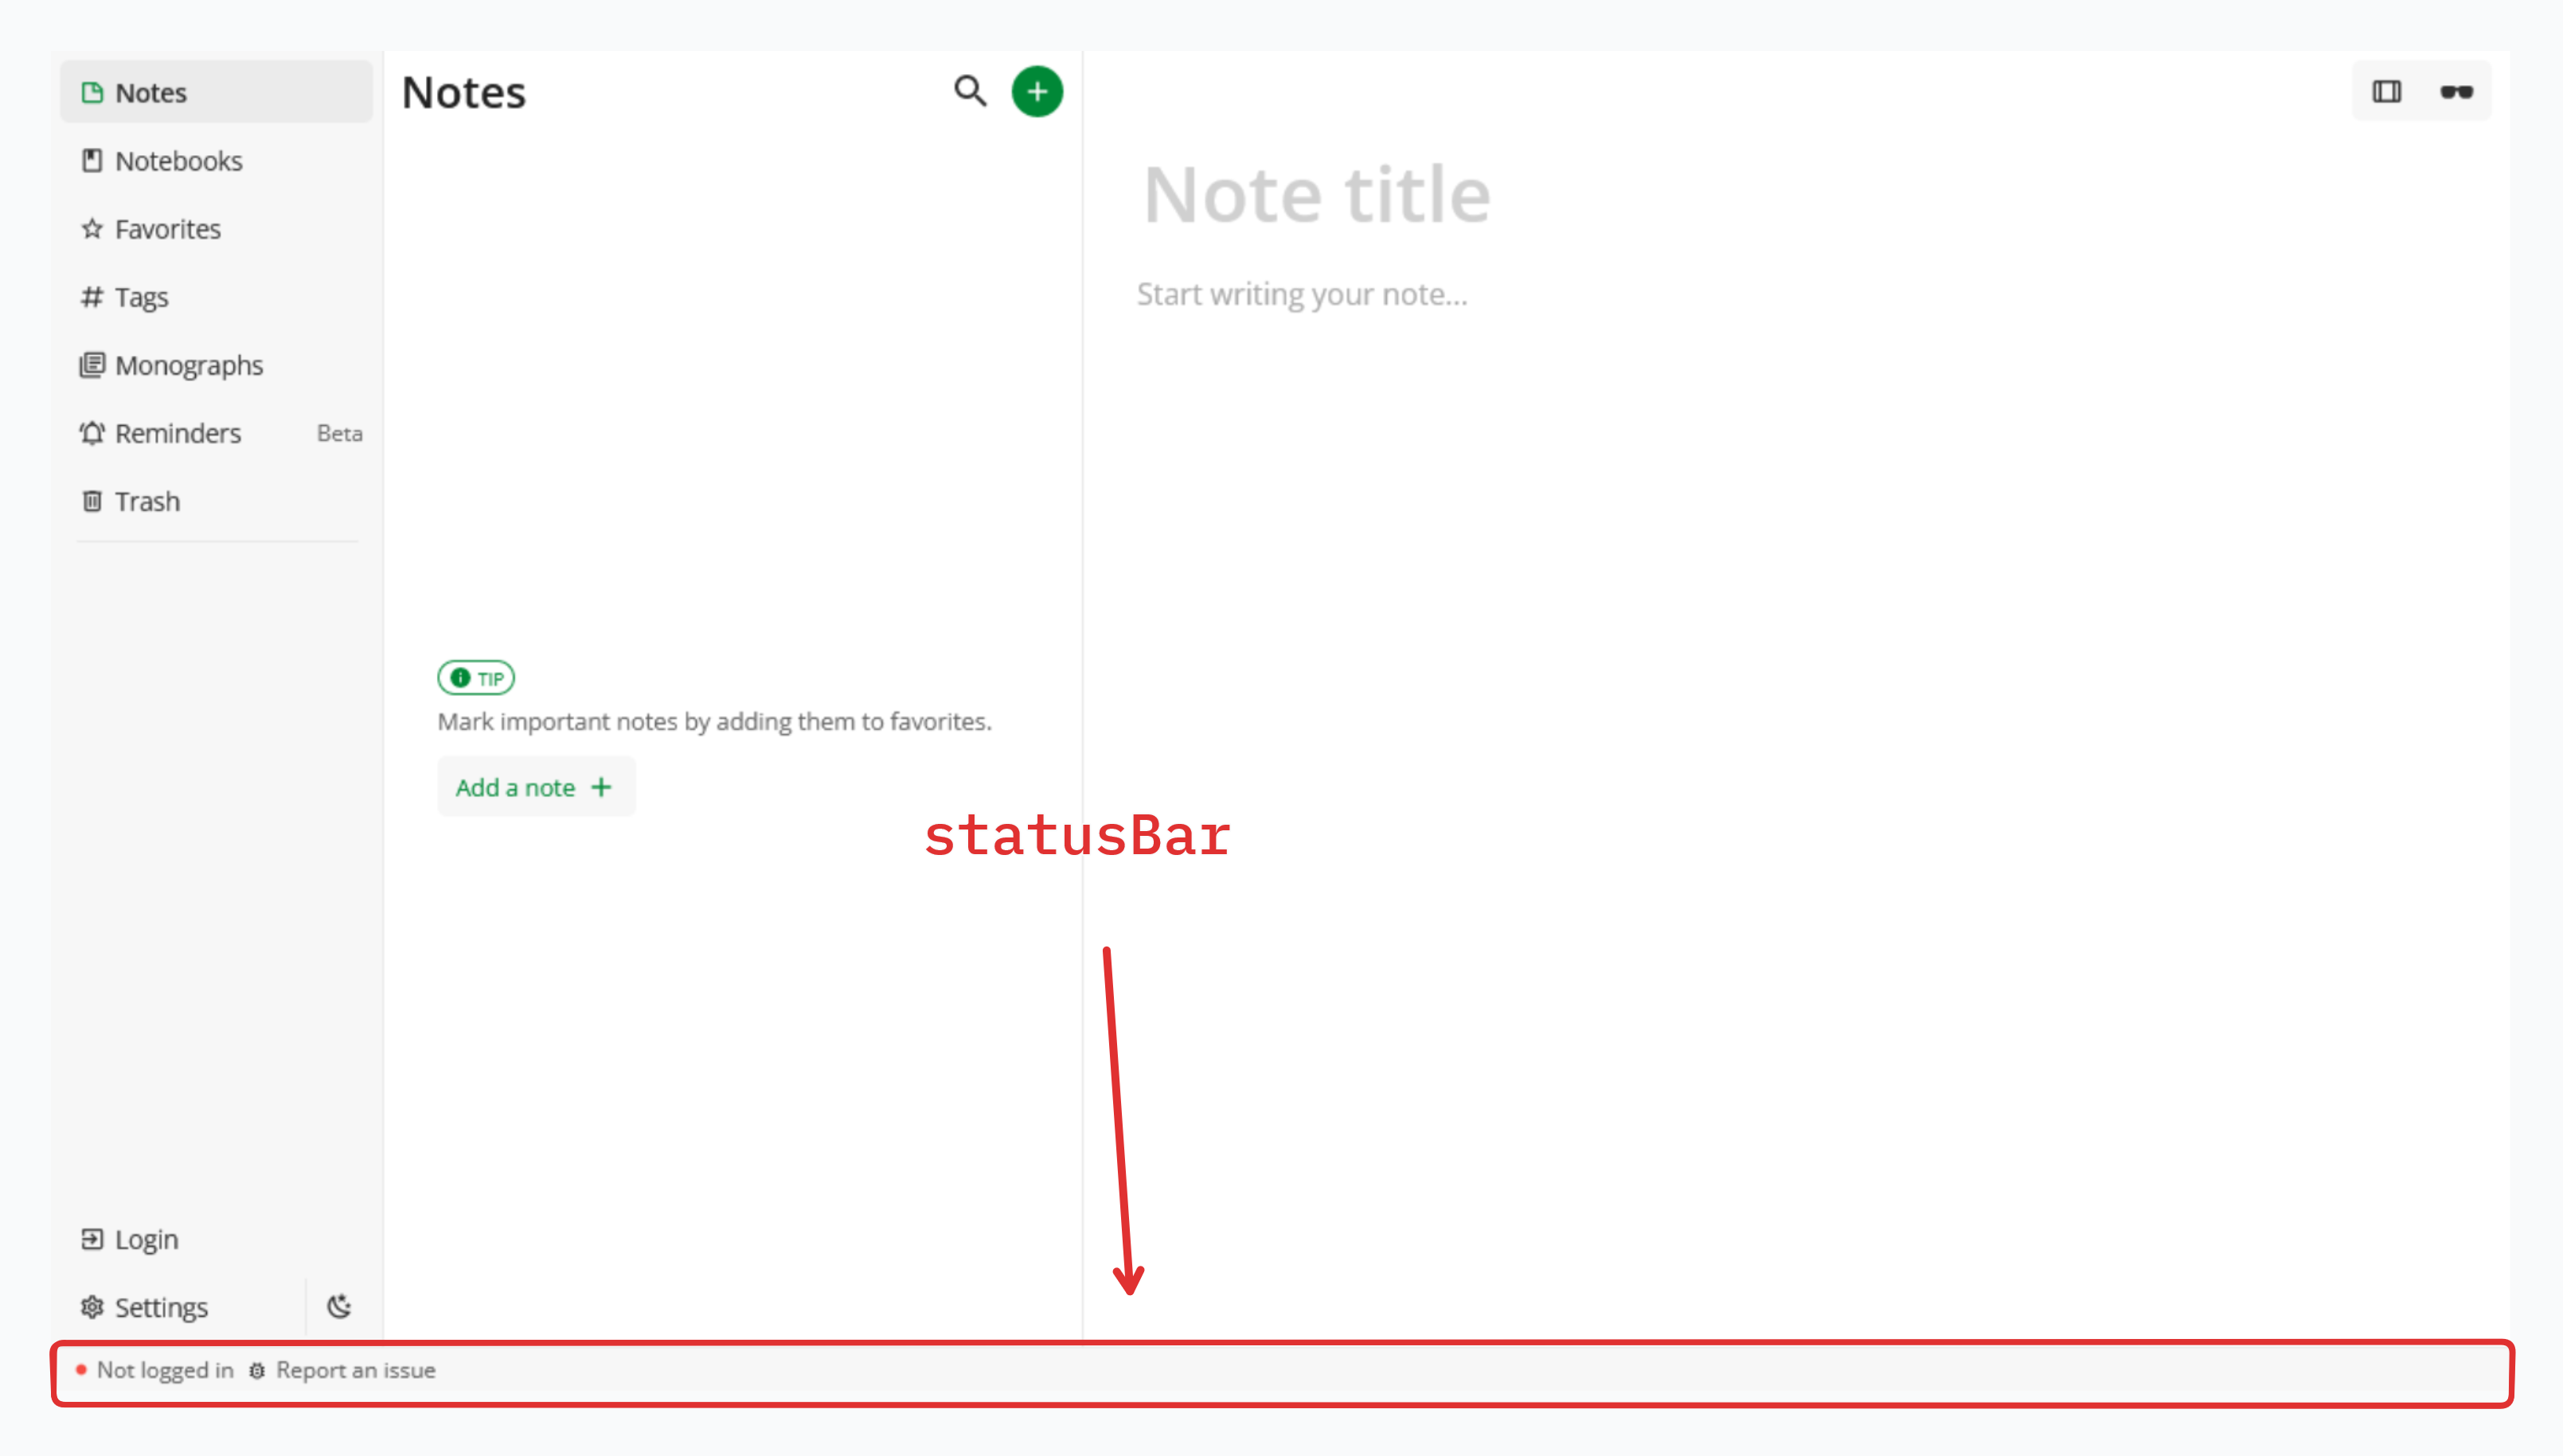 Notes
Notebooks
Favorites
Tags
Monographs
Reminders Beta
Trash
Login
Settings
Notes
TIP
Mark important notes by adding them to favorites.
Add a note +
Note title
Start writing your note...
statusBar
Not logged in Report an issue